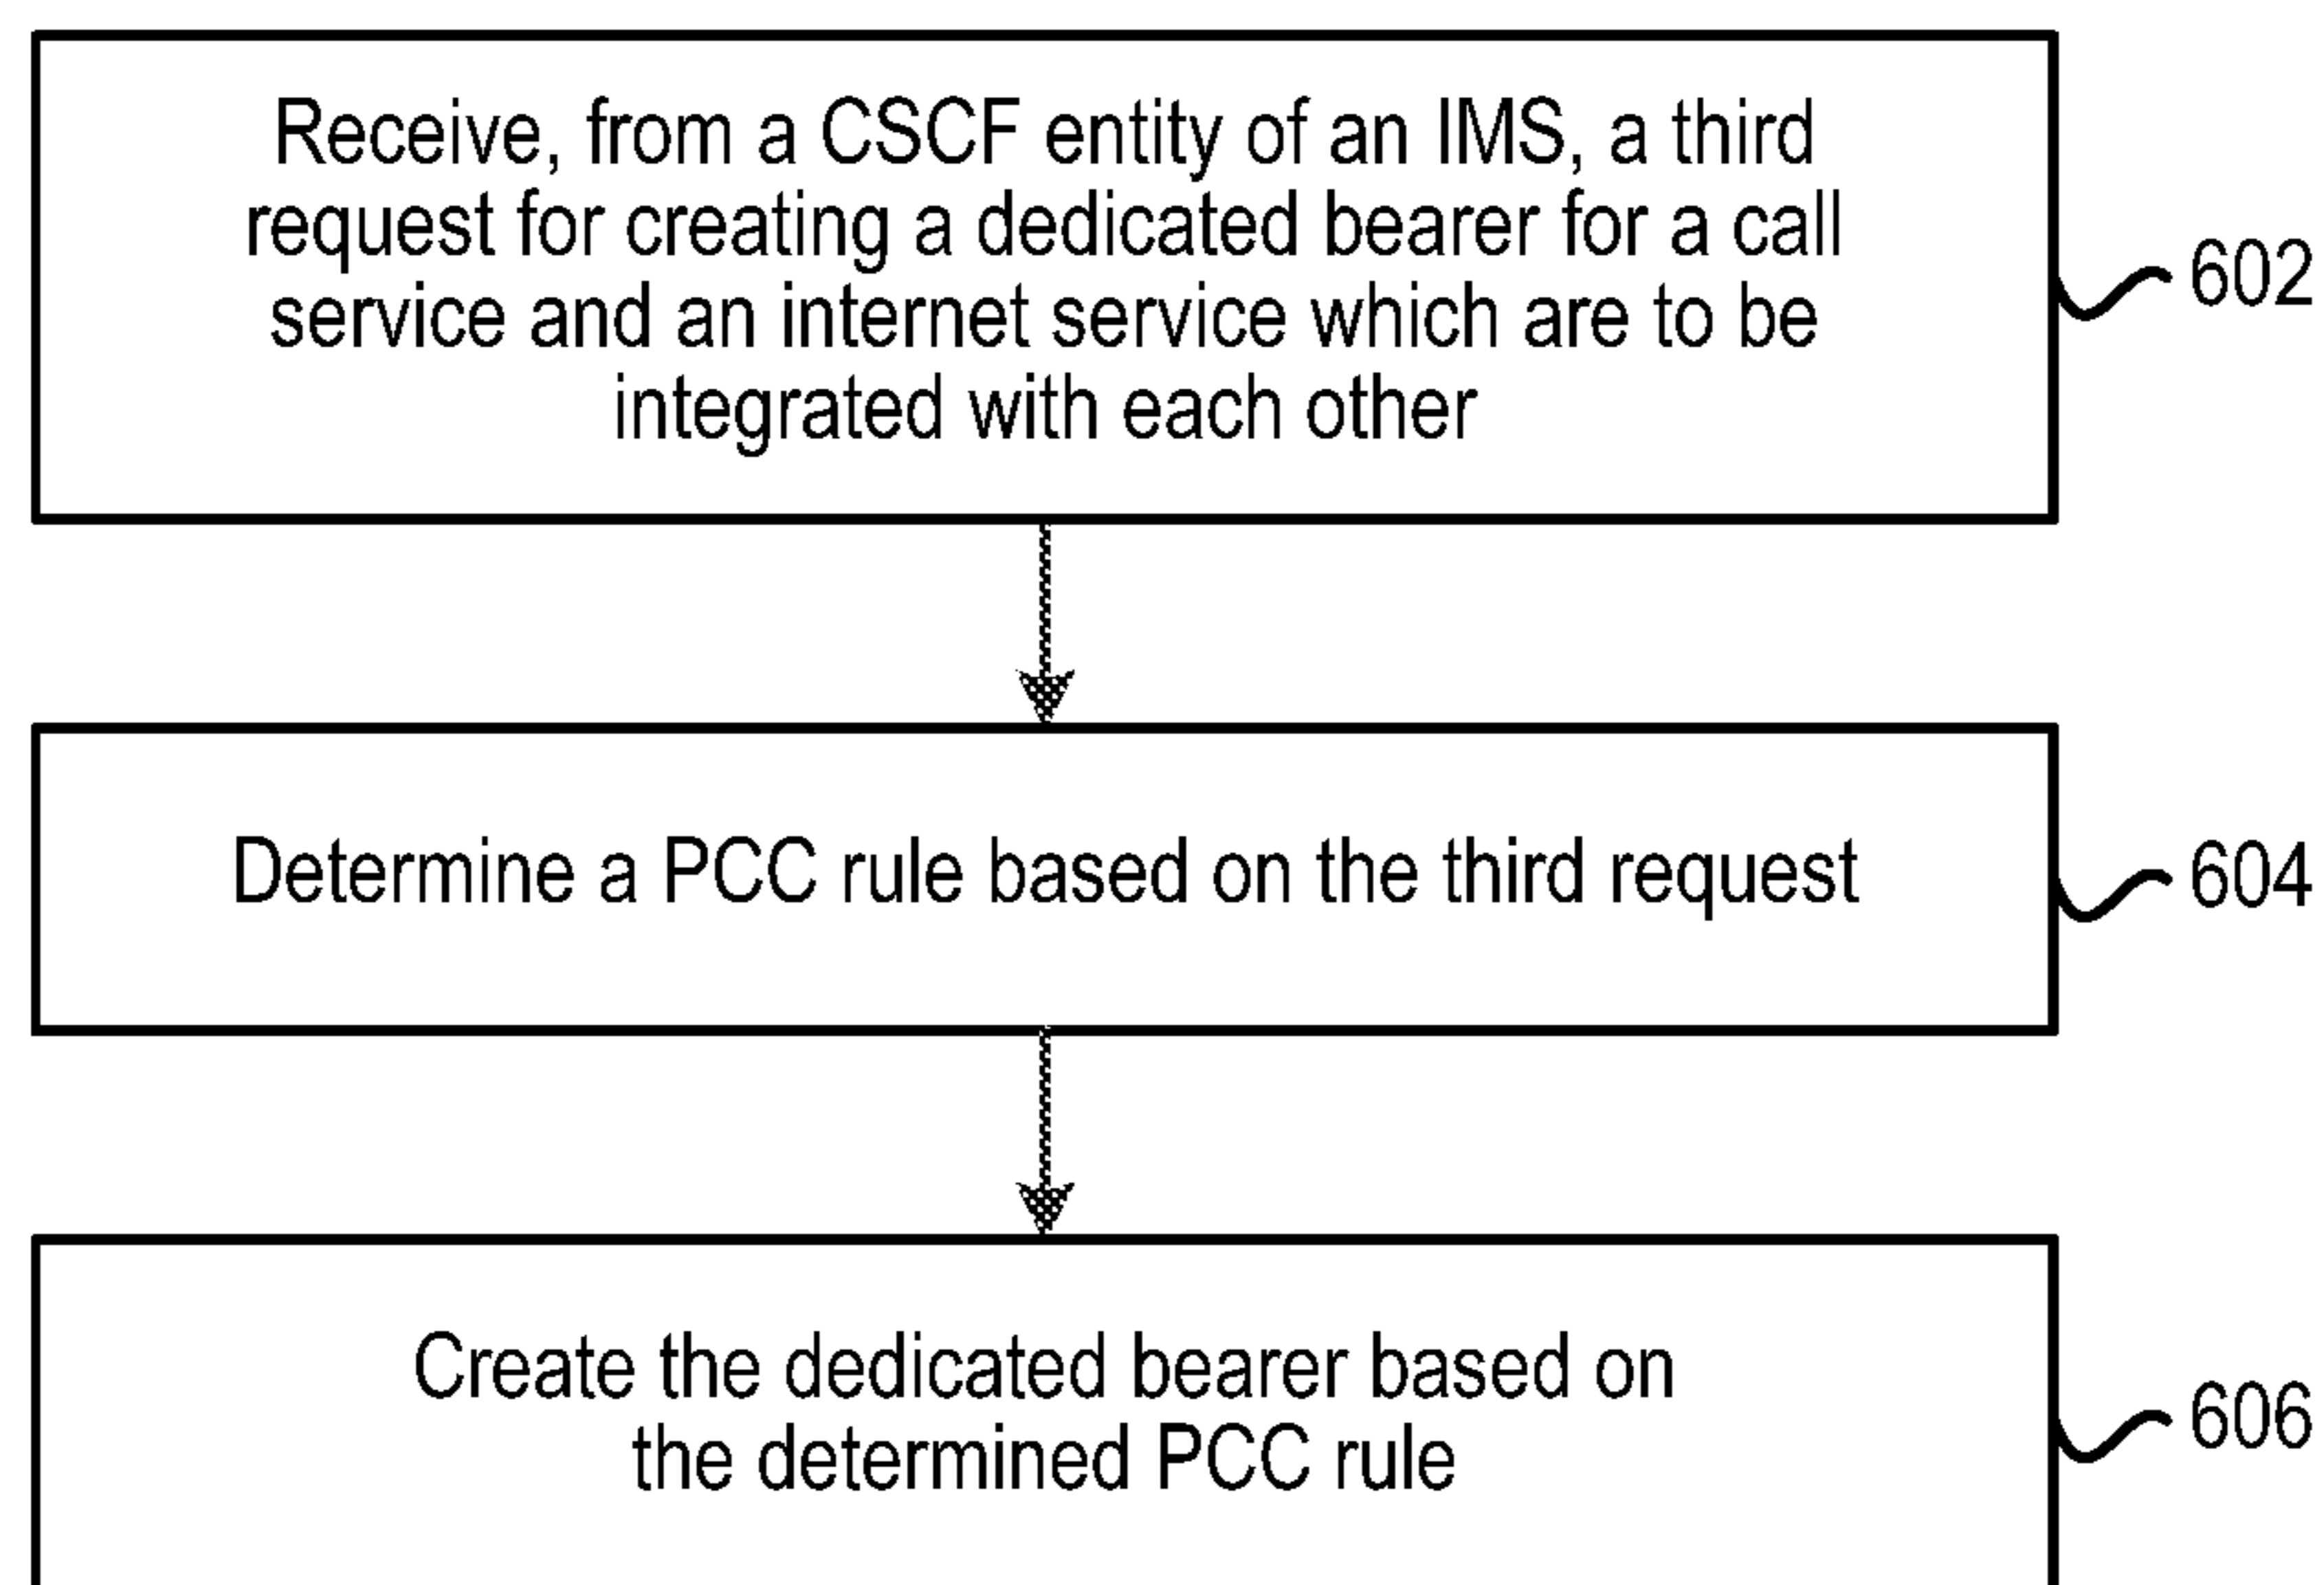 Receive, from a CSCF entity of an IMS, a third
request for creating a dedicated bearer for a call
service and an internet service which are to be
integrated with each other
602
Determine a PCC rule based on the third request
604
Create the dedicated bearer based on
the determined PCC rule
606